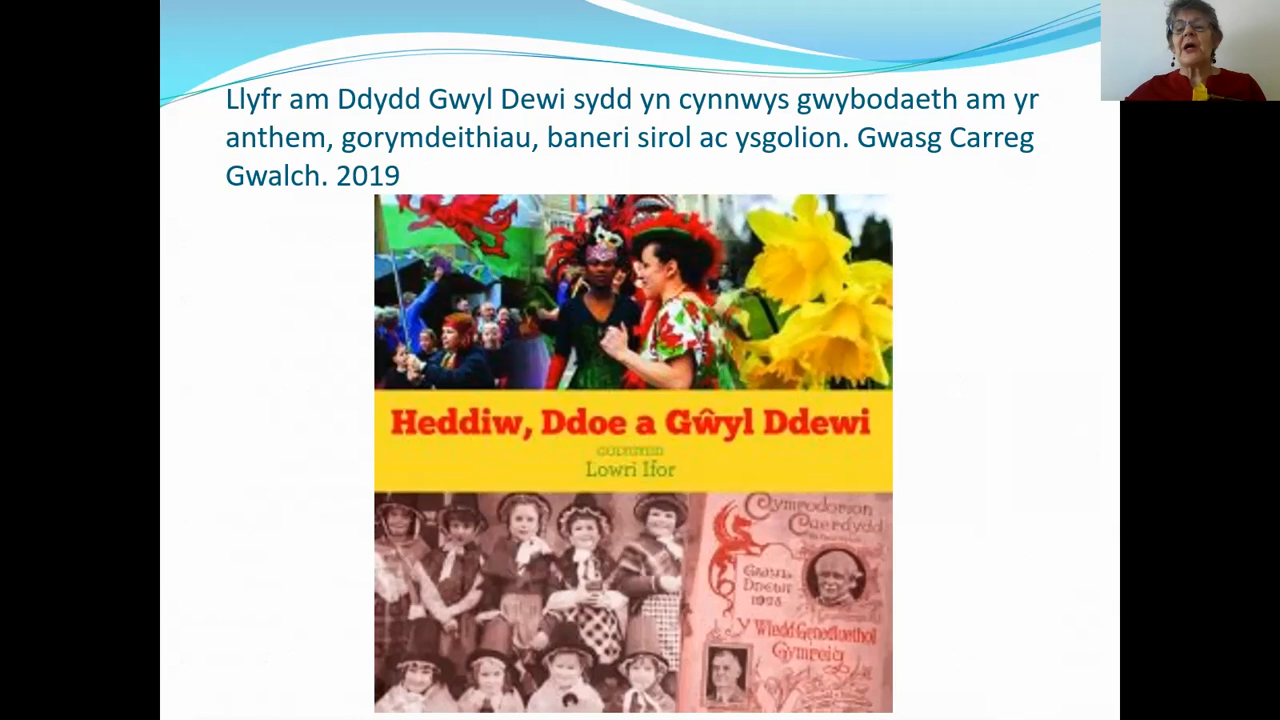 Llyfr am Ddydd Gwyl Dewi sydd yn cynnwys gwybodaeth am yr
anthem, gorymdeithiau, baneri sirol ac ysgolion. Gwasg Carreg
Gwalch. 2019
Heddiw, Ddoe a Gŵyl Ddewi
Lowri Ifor
Cymrodorion
Caerdydd
Y Wledd Genedlaethol
Gymreig